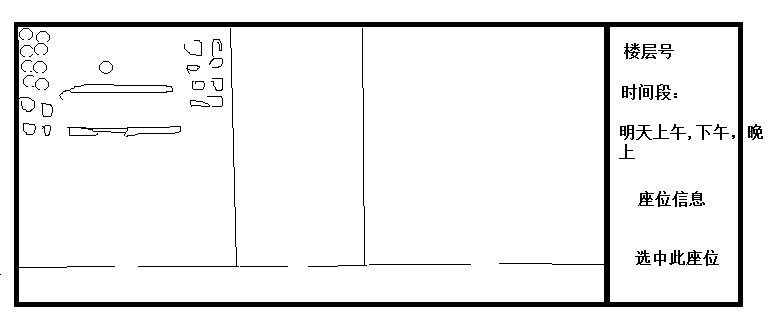 楼层号
时间段：
明天上午,下午，晚
上
座位信息
选中此座位